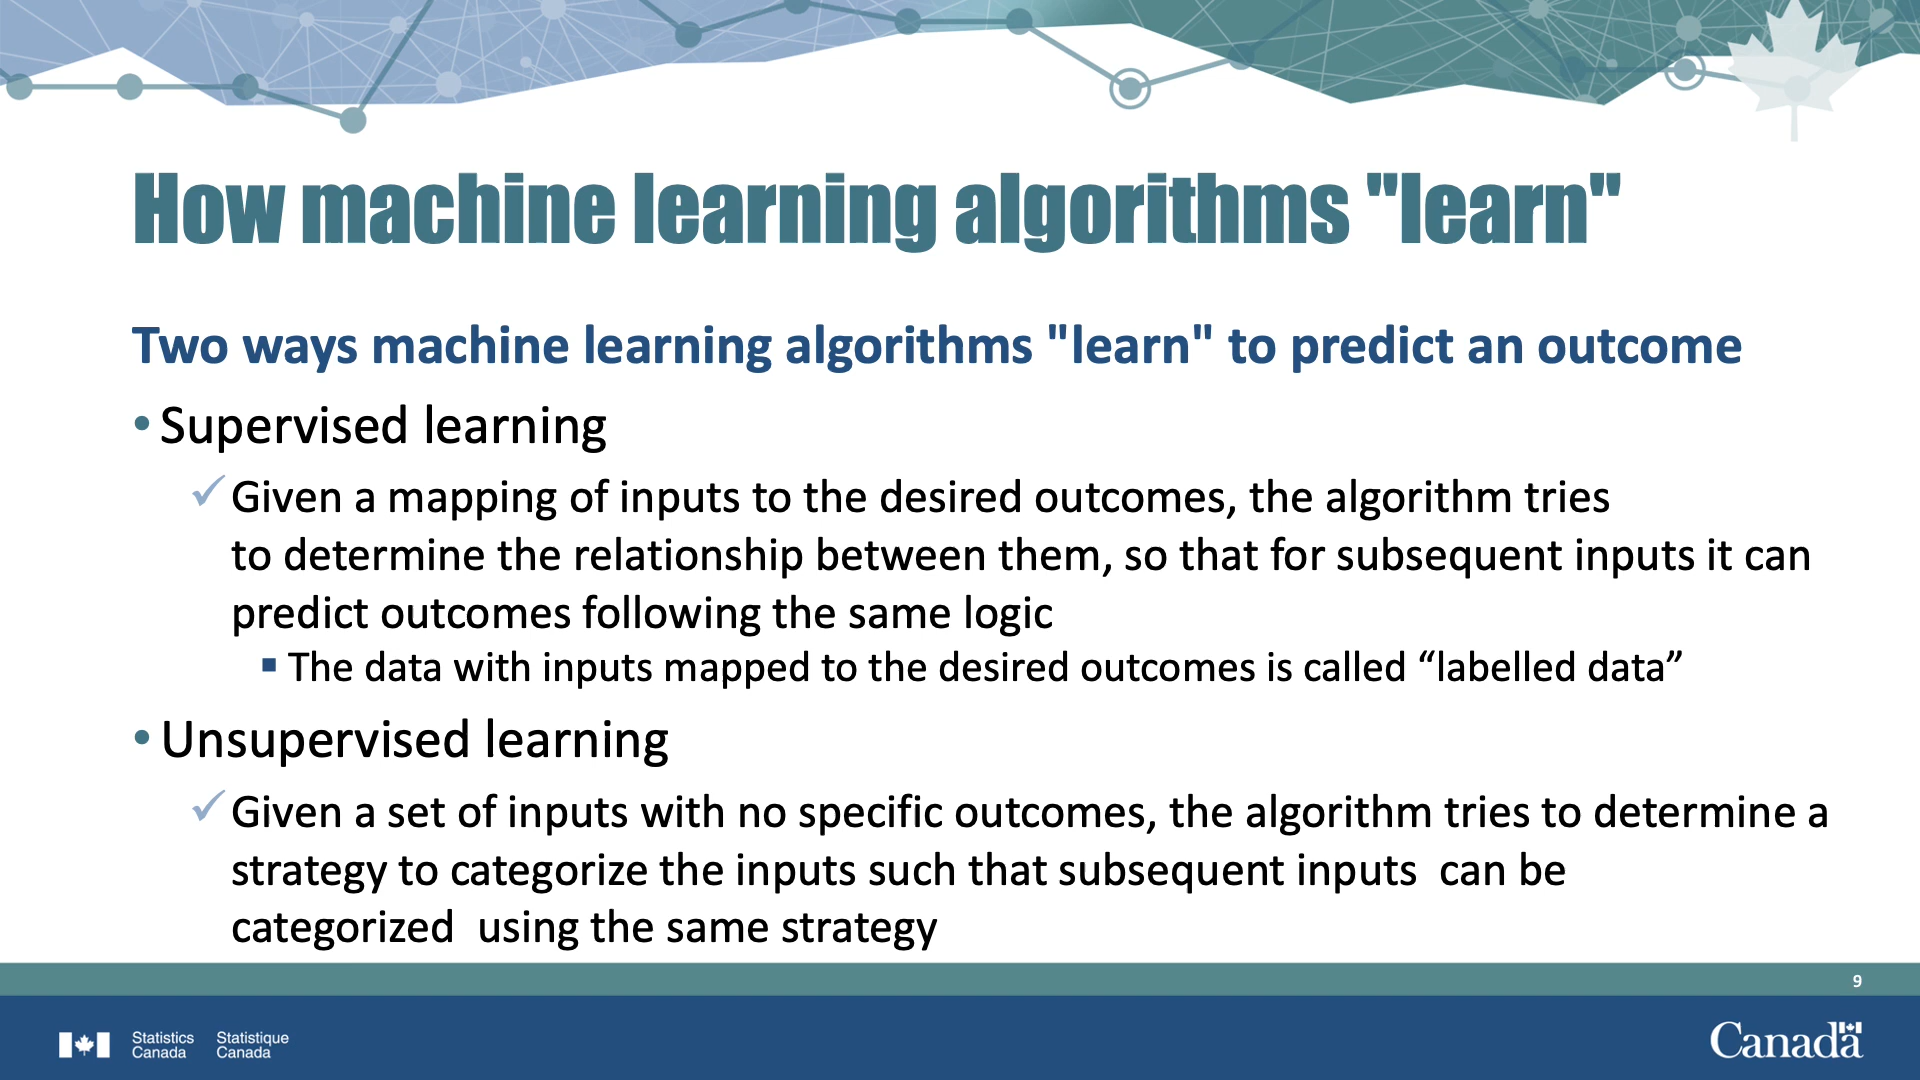 How machine learning algorithms "learn"
Two ways machine learning algorithms "learn" to predict an outcome
• Supervised learning
✓ Given a mapping of inputs to the desired outcomes, the algorithm tries
to determine the relationship between them, so that for subsequent inputs it can
predict outcomes following the same logic
▪ The data with inputs mapped to the desired outcomes is called “labelled data”
• Unsupervised learning
✓ Given a set of inputs with no specific outcomes, the algorithm tries to determine a
strategy to categorize the inputs such that subsequent inputs  can be
categorized  using the same strategy
9
Statistics
Canada
Statistique
Canada
Canada